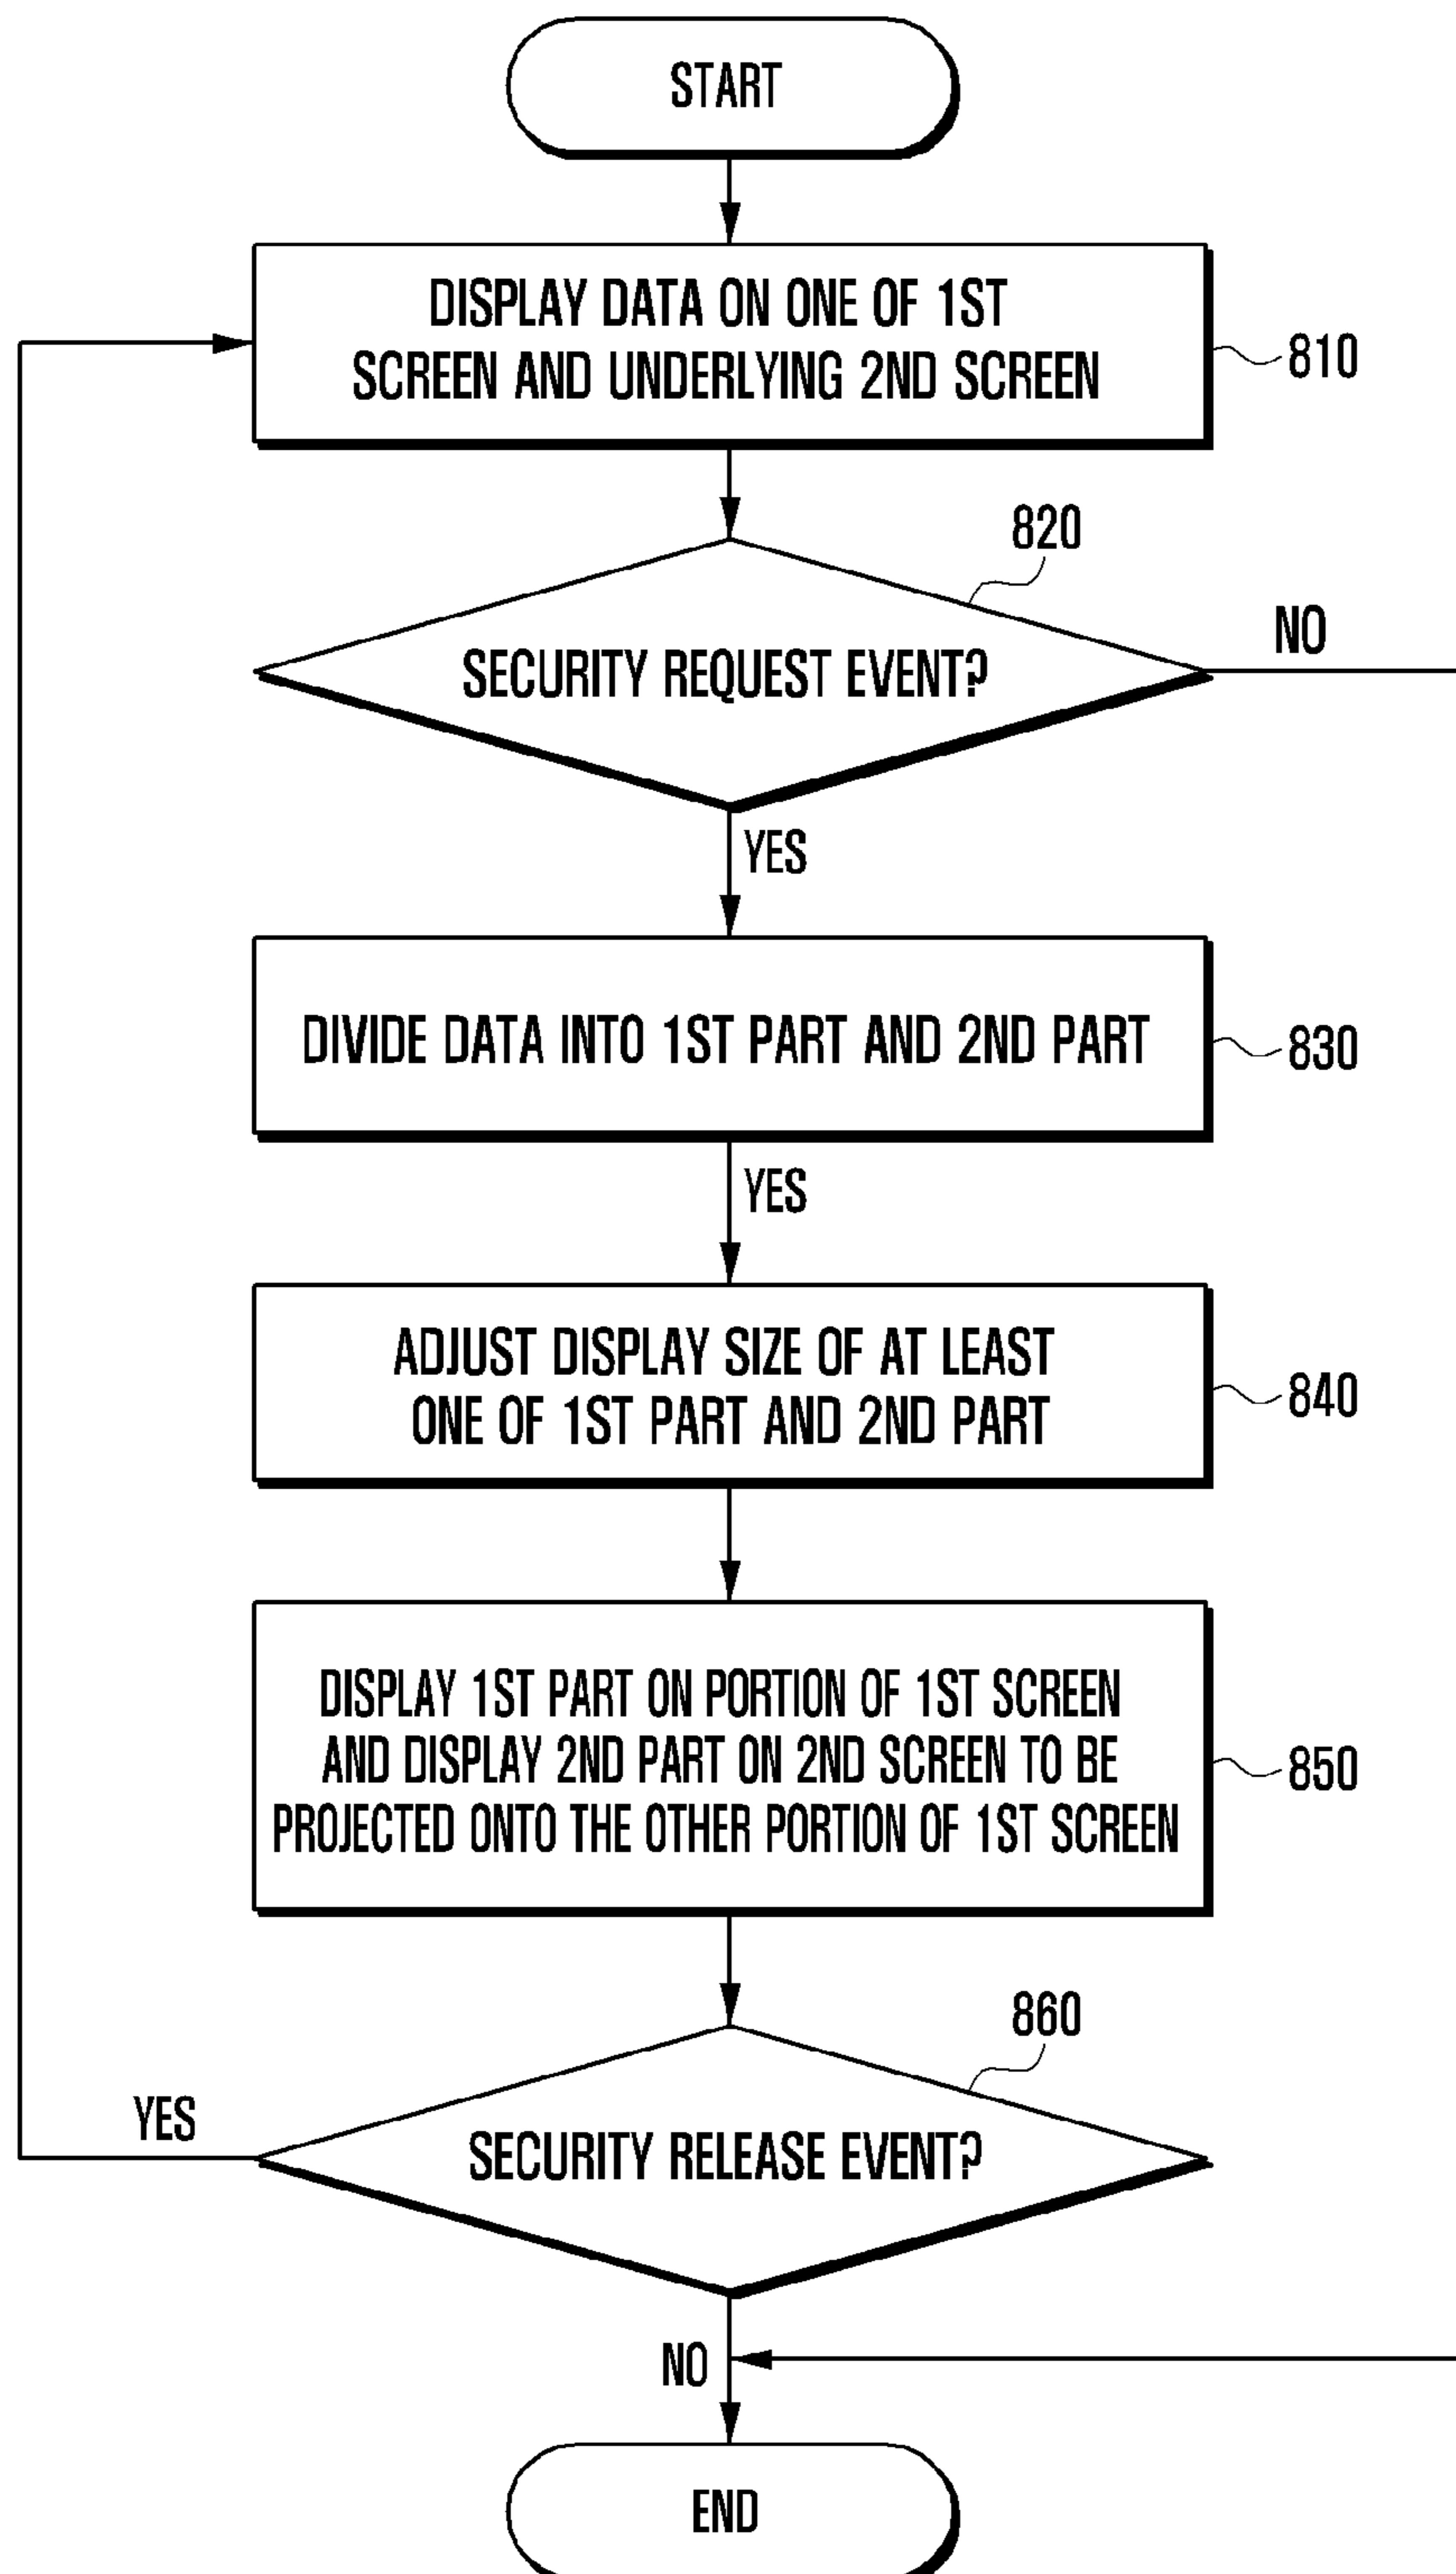 START
DISPLAY DATA ON ONE OF 1ST
SCREEN AND UNDERLYING 2ND SCREEN
810
820
SECURITY REQUEST EVENT?
NO
YES
DIVIDE DATA INTO 1ST PART AND 2ND PART
830
YES
ADJUST DISPLAY SIZE OF AT LEAST
ONE OF 1ST PART AND 2ND PART
840
DISPLAY 1ST PART ON PORTION OF 1ST SCREEN
AND DISPLAY 2ND PART ON 2ND SCREEN TO BE
PROJECTED ONTO THE OTHER PORTION OF 1ST SCREEN
850
860
YES
SECURITY RELEASE EVENT?
NO
END